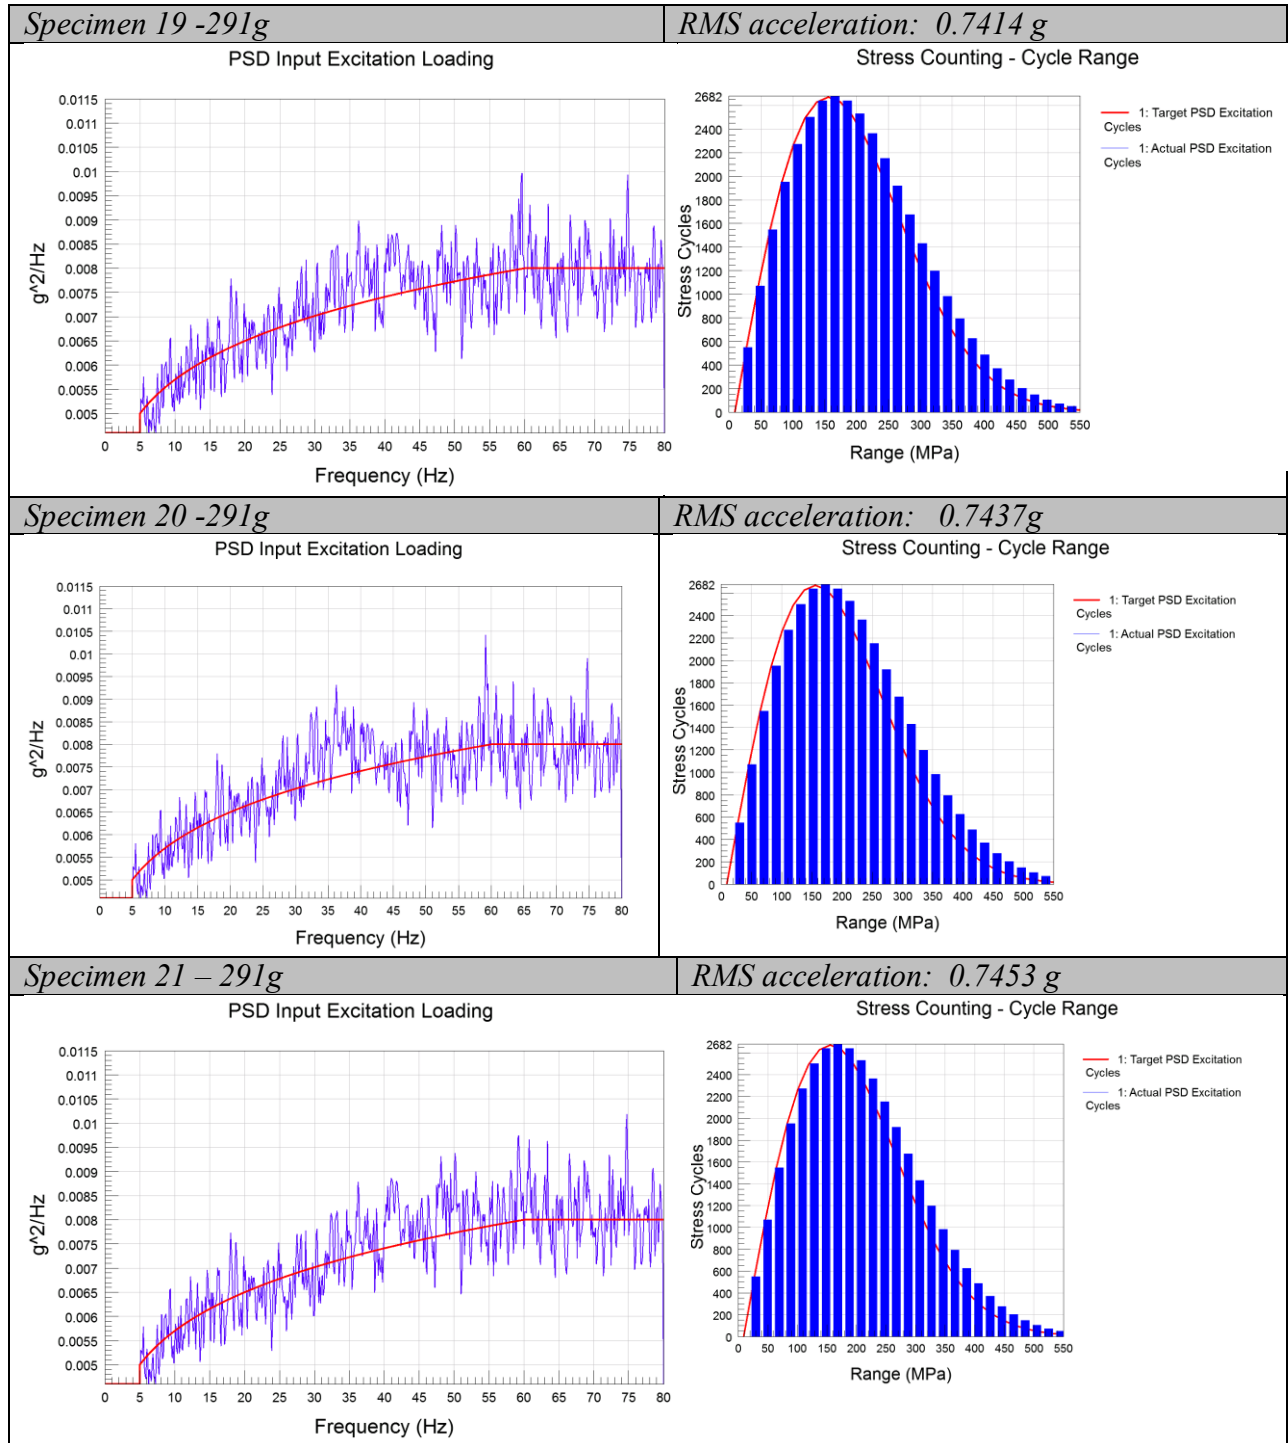 Specimen 19 -291g
RMS acceleration: 0.7414 g
PSD Input Excitation Loading
0.0115
0.011
0.0105
0.01
0.0095
0.009
0.0085
0.008
0.0075
0.007
0.0065
0.006
0.0055
0.005
g^2/Hz
0 5 10 15 20 25 30 35 40 45 50 55 60 65 70 75 80
Frequency (Hz)
Stress Counting - Cycle Range
2682
2400
2200
2000
1800
1600
1400
1200
1000
800
600
400
200
0
Stress Cycles
0 50 100 150 200 250 300 350 400 450 500 550
Range (MPa)
1: Target PSD Excitation
Cycles
1: Actual PSD Excitation
Cycles
Specimen 20 -291g
RMS acceleration: 0.7437g
PSD Input Excitation Loading
0.0115
0.011
0.0105
0.01
0.0095
0.009
0.0085
0.008
0.0075
0.007
0.0065
0.006
0.0055
0.005
g^2/Hz
0 5 10 15 20 25 30 35 40 45 50 55 60 65 70 75 80
Frequency (Hz)
Stress Counting - Cycle Range
2682
2400
2200
2000
1800
1600
1400
1200
1000
800
600
400
200
0
Stress Cycles
0 50 100 150 200 250 300 350 400 450 500 550
Range (MPa)
1: Target PSD Excitation
Cycles
1: Actual PSD Excitation
Cycles
Specimen 21 – 291g
RMS acceleration: 0.7453 g
PSD Input Excitation Loading
0.0115
0.011
0.0105
0.01
0.0095
0.009
0.0085
0.008
0.0075
0.007
0.0065
0.006
0.0055
0.005
g^2/Hz
0 5 10 15 20 25 30 35 40 45 50 55 60 65 70 75 80
Frequency (Hz)
Stress Counting - Cycle Range
2682
2400
2200
2000
1800
1600
1400
1200
1000
800
600
400
200
0
Stress Cycles
0 50 100 150 200 250 300 350 400 450 500 550
Range (MPa)
1: Target PSD Excitation
Cycles
1: Actual PSD Excitation
Cycles